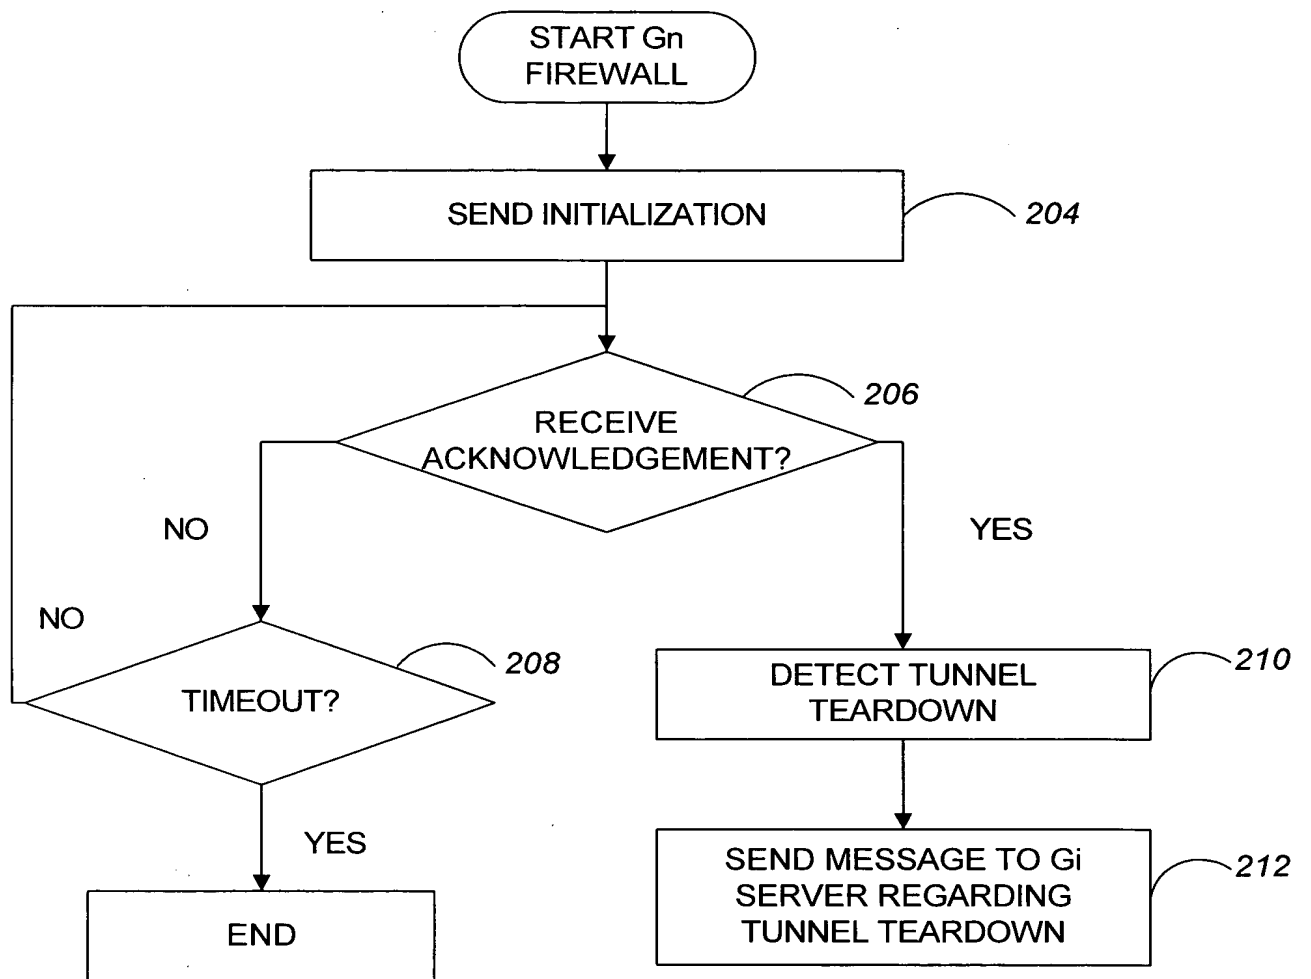 START Gn
FIREWALL
SEND INITIALIZATION
204
RECEIVE
ACKNOWLEDGEMENT?
206
NO
YES
NO
TIMEOUT?
208
DETECT TUNNEL
TEARDOWN
210
YES
SEND MESSAGE TO Gi
SERVER REGARDING
TUNNEL TEARDOWN
212
END